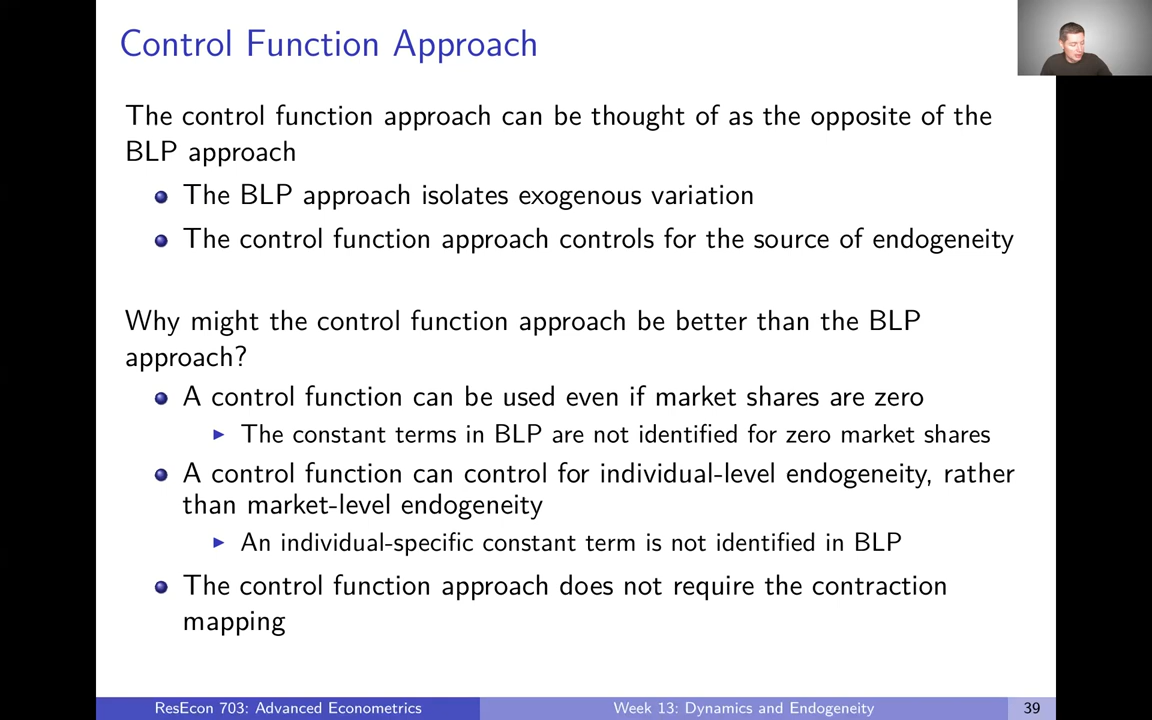 Control Function Approach
The control function approach can be thought of as the opposite of the
BLP approach
The BLP approach isolates exogenous variation
The control function approach controls for the source of endogeneity
Why might the control function approach be better than the BLP
approach?
A control function can be used even if market shares are zero
The constant terms in BLP are not identified for zero market shares
A control function can control for individual-level endogeneity, rather
than market-level endogeneity
An individual-specific constant term is not identified in BLP
The control function approach does not require the contraction
mapping
ResEcon 703: Advanced Econometrics
Week 13: Dynamics and Endogeneity
39